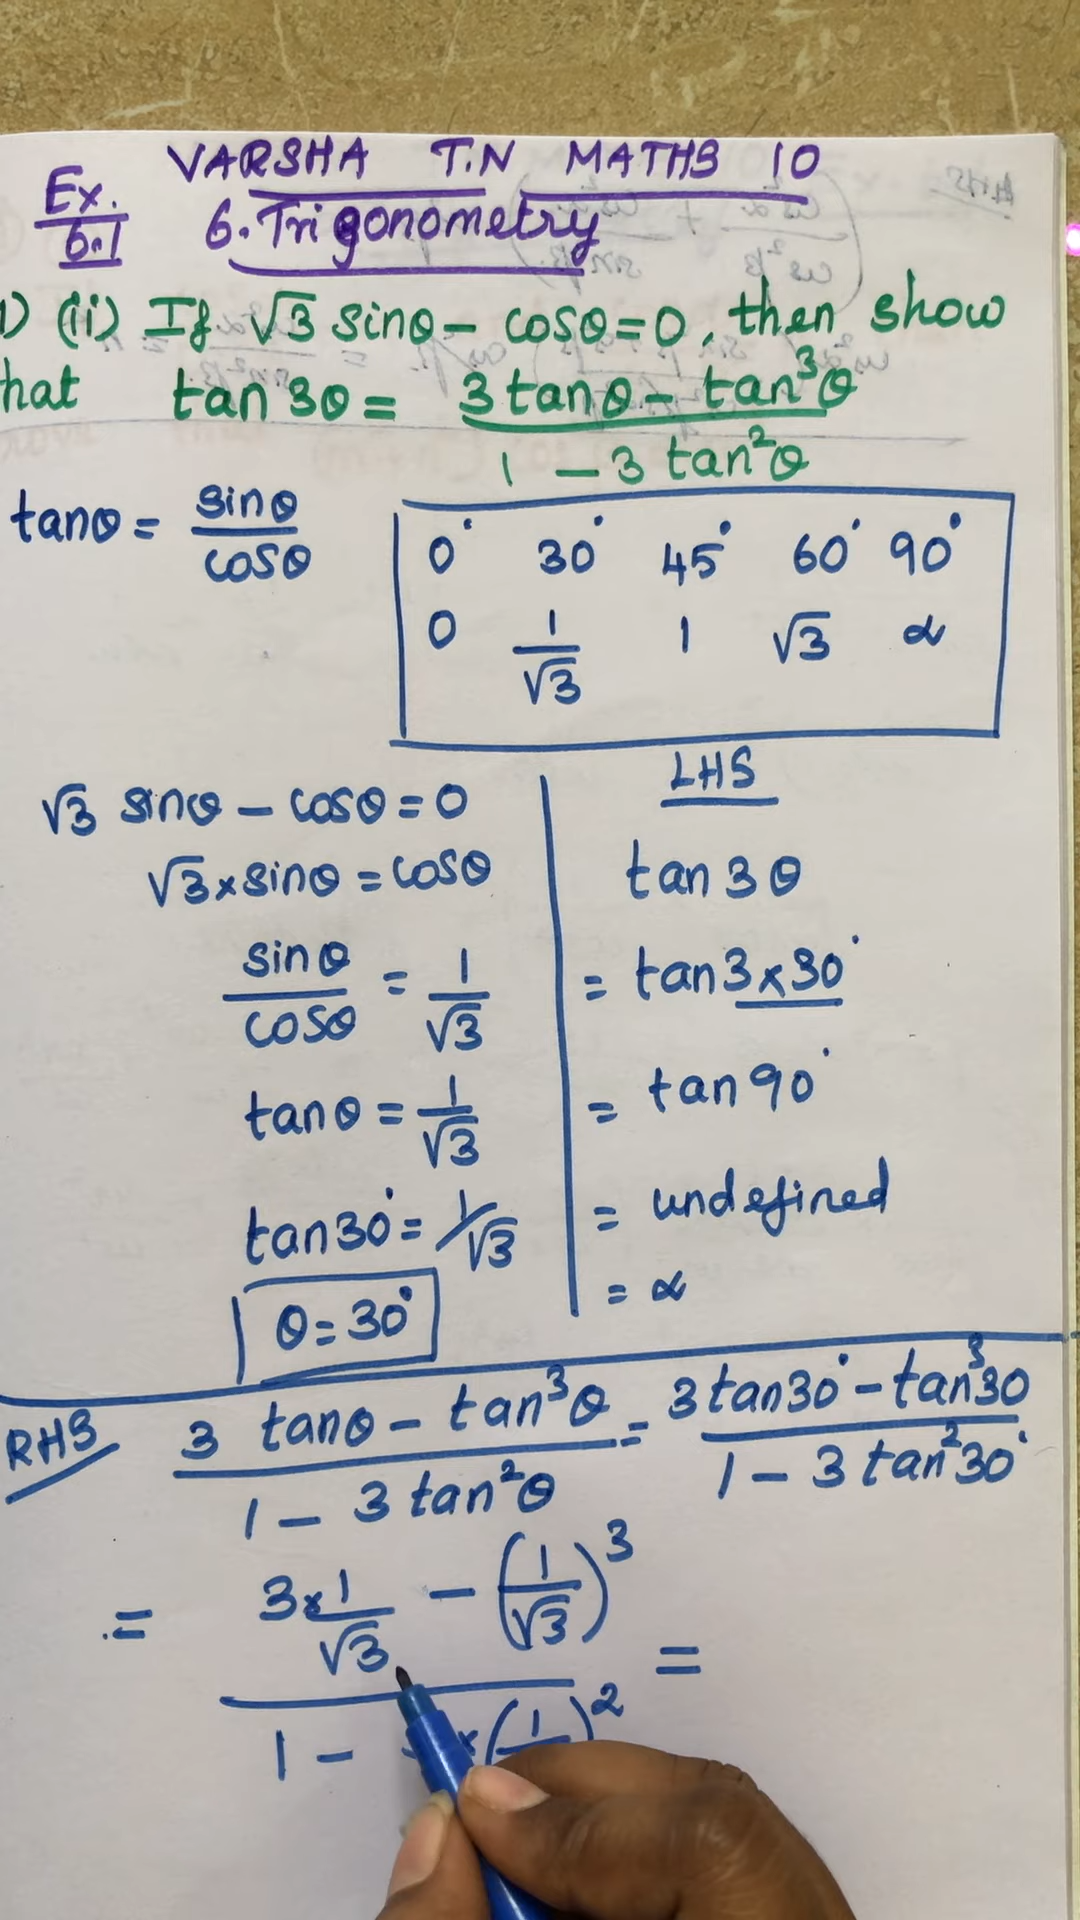 VARSHA T.N MATHS 10
Ex. 6.1
6. Trigonometry
1) (ii) If √3 sinθ − cosθ = 0, then show
hat tan 3θ = (3 tanθ − tan³θ) / (1 − 3 tan²θ)
tanθ = sinθ / cosθ
0° 30° 45° 60° 90°
0 1/√3 1 √3 α
√3 sinθ − cosθ = 0
√3 × sinθ = cosθ
sinθ / cosθ = 1/√3
tanθ = 1/√3
tan30° = 1/√3
θ = 30°
LHS
tan 3θ
= tan 3×30°
= tan 90°
= undefined
= α
RHS (3 tanθ − tan³θ) / (1 − 3 tan²θ) = (3 tan30° − tan³30) / (1 − 3 tan²30°)
= (3×1/√3 − (1/√3)³) / (1 − × (1/ )²) =